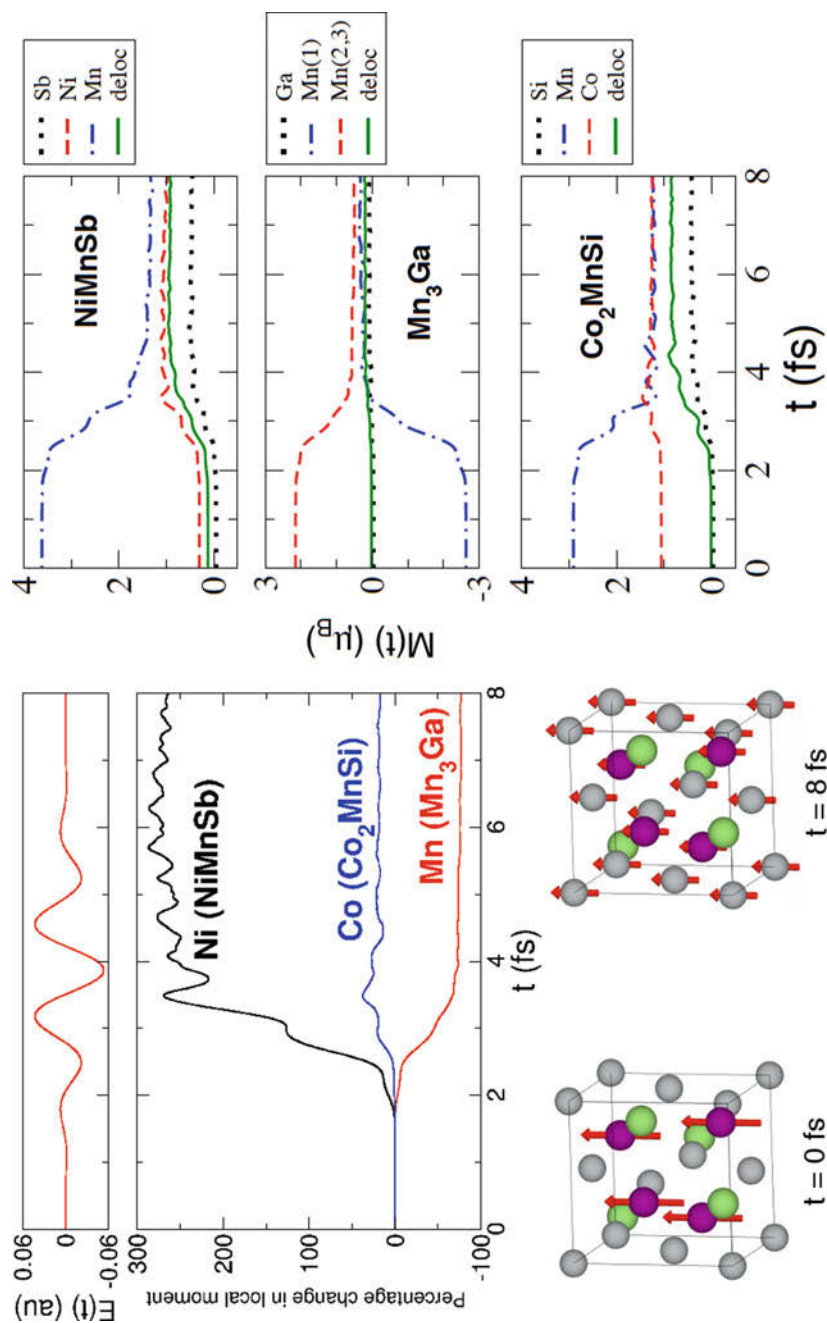 E(t) (au)
0.06
0
-0.06
Percentage change in local moment
300
200
100
0
-100
Ni (NiMnSb)
Co (Co₂MnSi)
Mn (Mn₃Ga)
0
2
4
6
8
t (fs)
t = 0 fs
t = 8 fs
M(t) (μB)
4
2
0
NiMnSb
Sb
Ni
Mn
deloc
3
0
-3
Mn₃Ga
Ga
Mn(1)
Mn(2,3)
deloc
4
2
0
Co₂MnSi
Si
Mn
Co
deloc
0
2
4
6
8
t (fs)